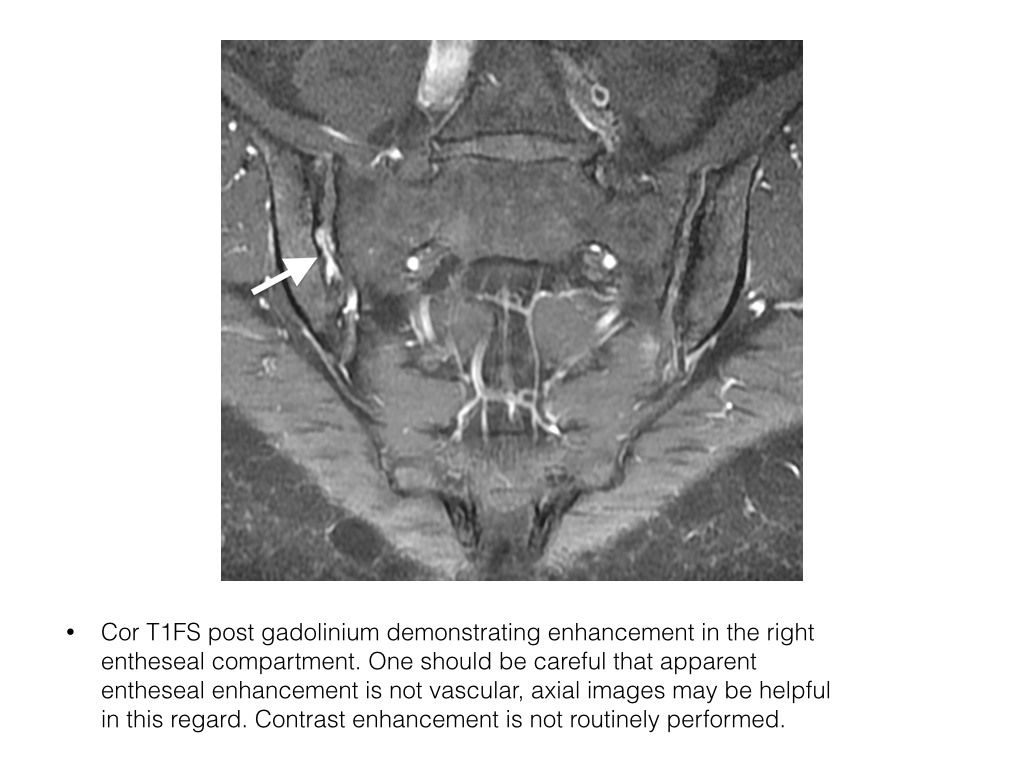 • Cor T1FS post gadolinium demonstrating enhancement in the right
entheseal compartment. One should be careful that apparent
entheseal enhancement is not vascular, axial images may be helpful
in this regard. Contrast enhancement is not routinely performed.